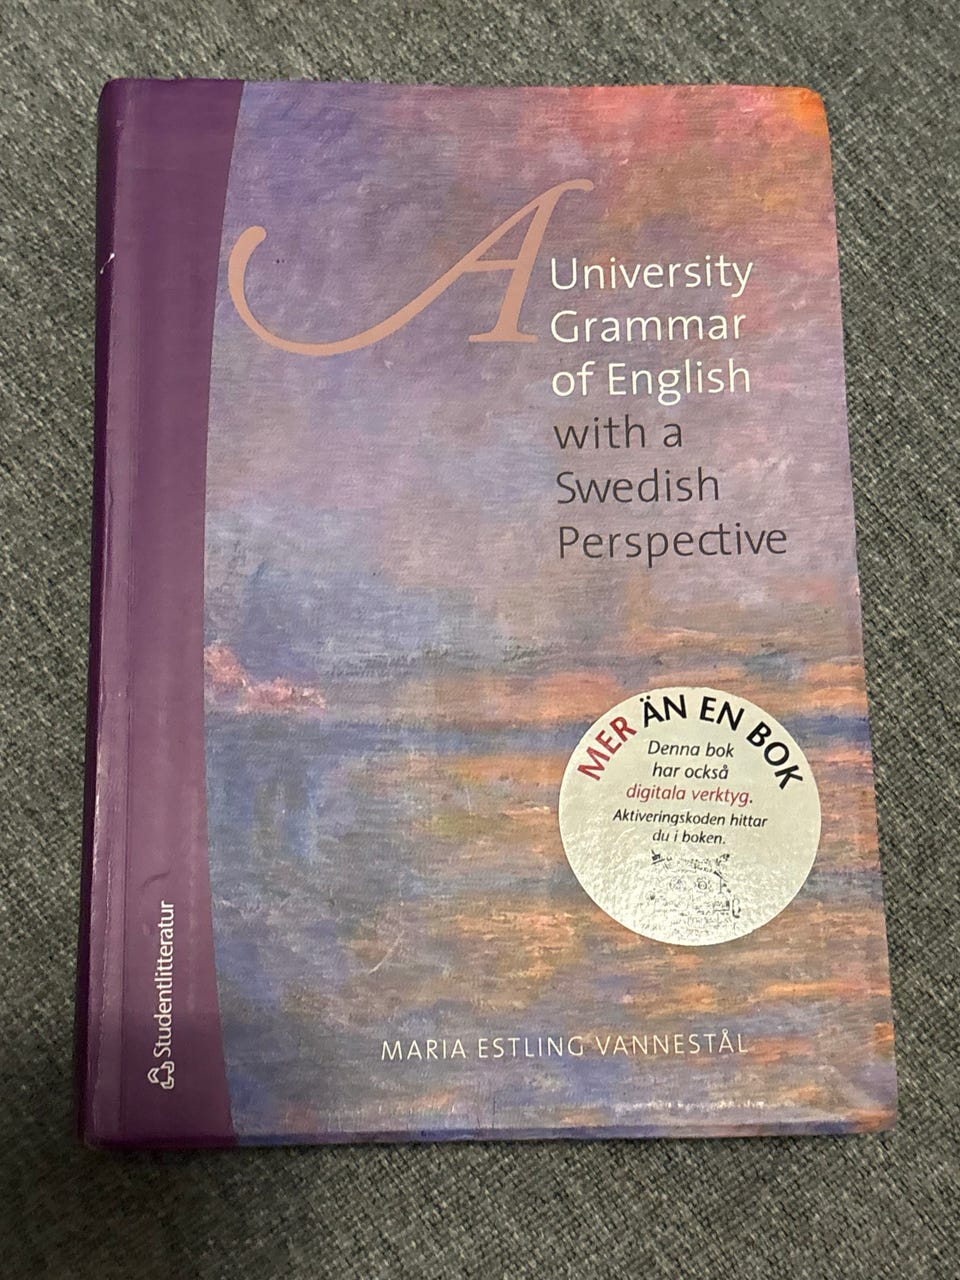 A University
Grammar
of English
with a
Swedish
Perspective
MER ÄN EN BOK
Denna bok
har också
digitala verktyg.
Aktiveringskoden hittar
du i boken.
MARIA ESTLING VANNESTÅL
Studentlitteratur